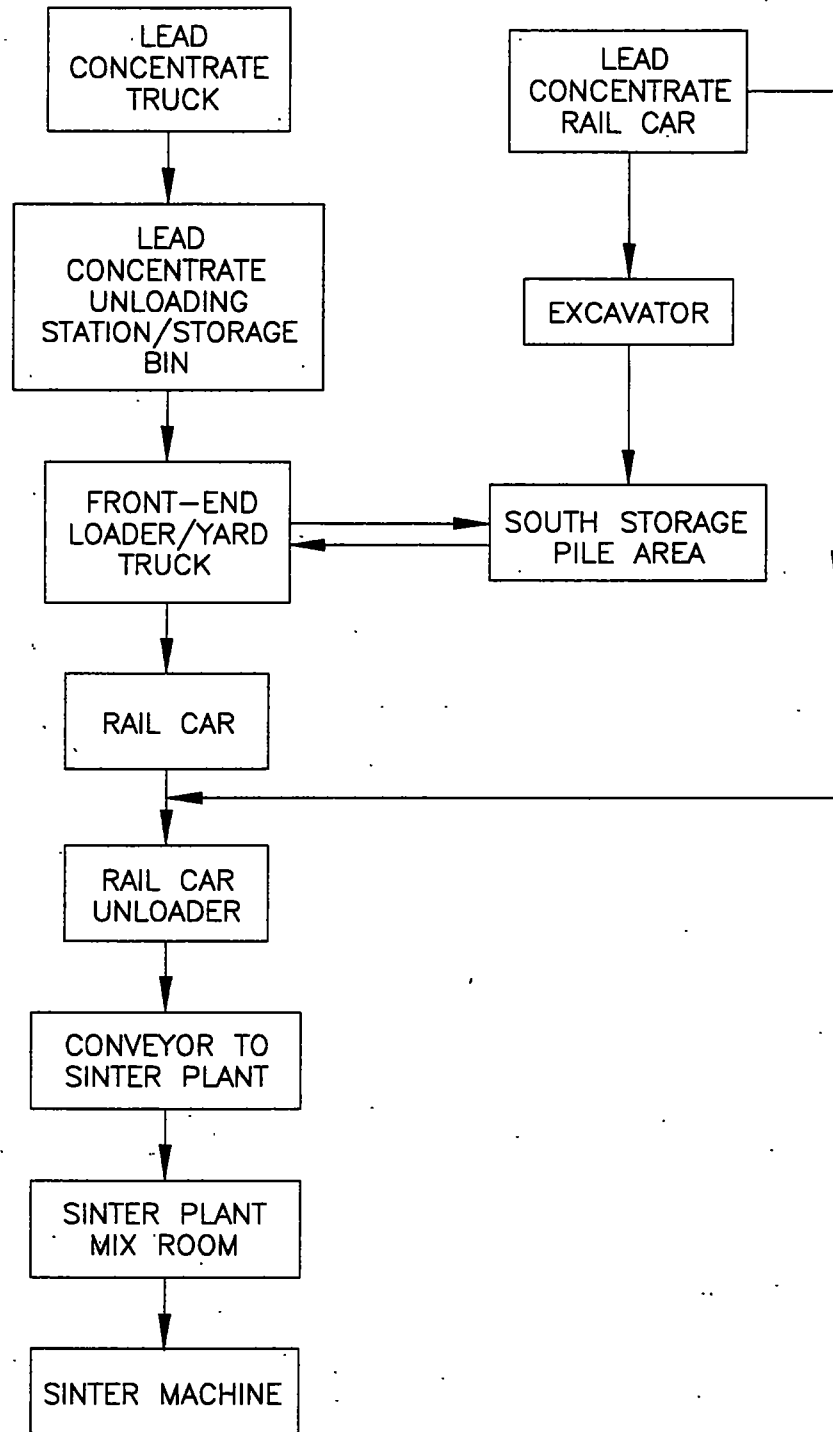 LEAD
CONCENTRATE
TRUCK
LEAD
CONCENTRATE
RAIL CAR
LEAD
CONCENTRATE
UNLOADING
STATION/STORAGE
BIN
EXCAVATOR
FRONT-END
LOADER/YARD
TRUCK
SOUTH STORAGE
PILE AREA
RAIL CAR
RAIL CAR
UNLOADER
CONVEYOR TO
SINTER PLANT
SINTER PLANT
MIX ROOM
SINTER MACHINE